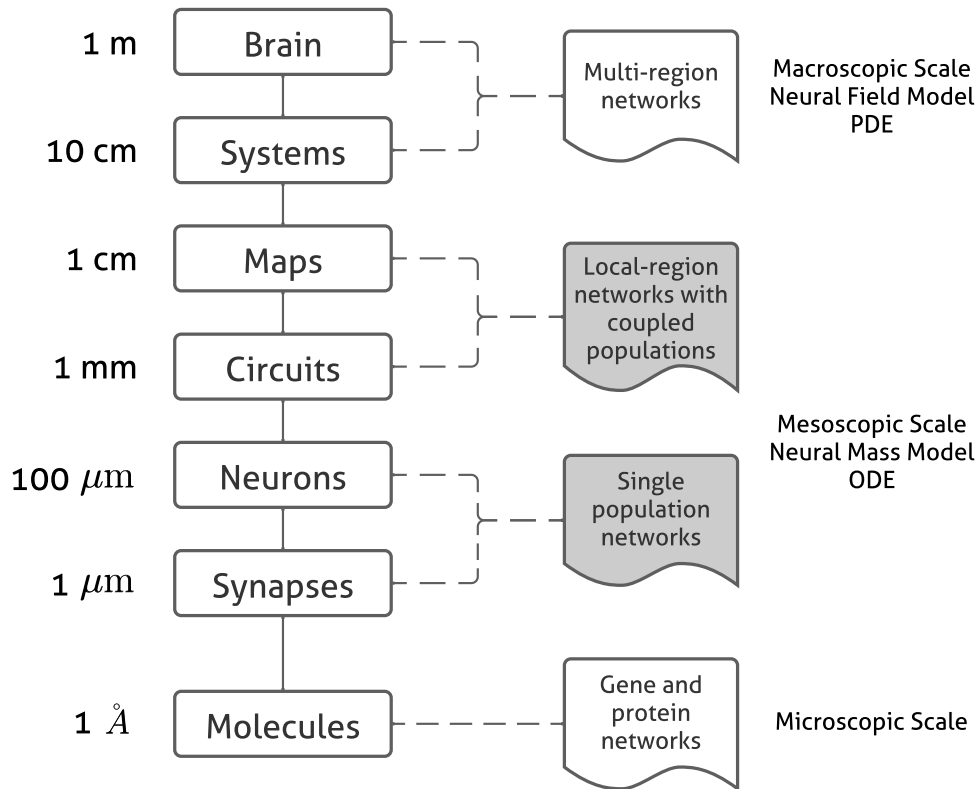 1 m
Brain
Multi-region
networks
Macroscopic Scale
Neural Field Model
PDE
10 cm
Systems
1 cm
Maps
Local-region
networks with
coupled
populations
1 mm
Circuits
Mesoscopic Scale
Neural Mass Model
ODE
100 μm
Neurons
Single
population
networks
1 μm
Synapses
1 Å
Molecules
Gene and
protein
networks
Microscopic Scale